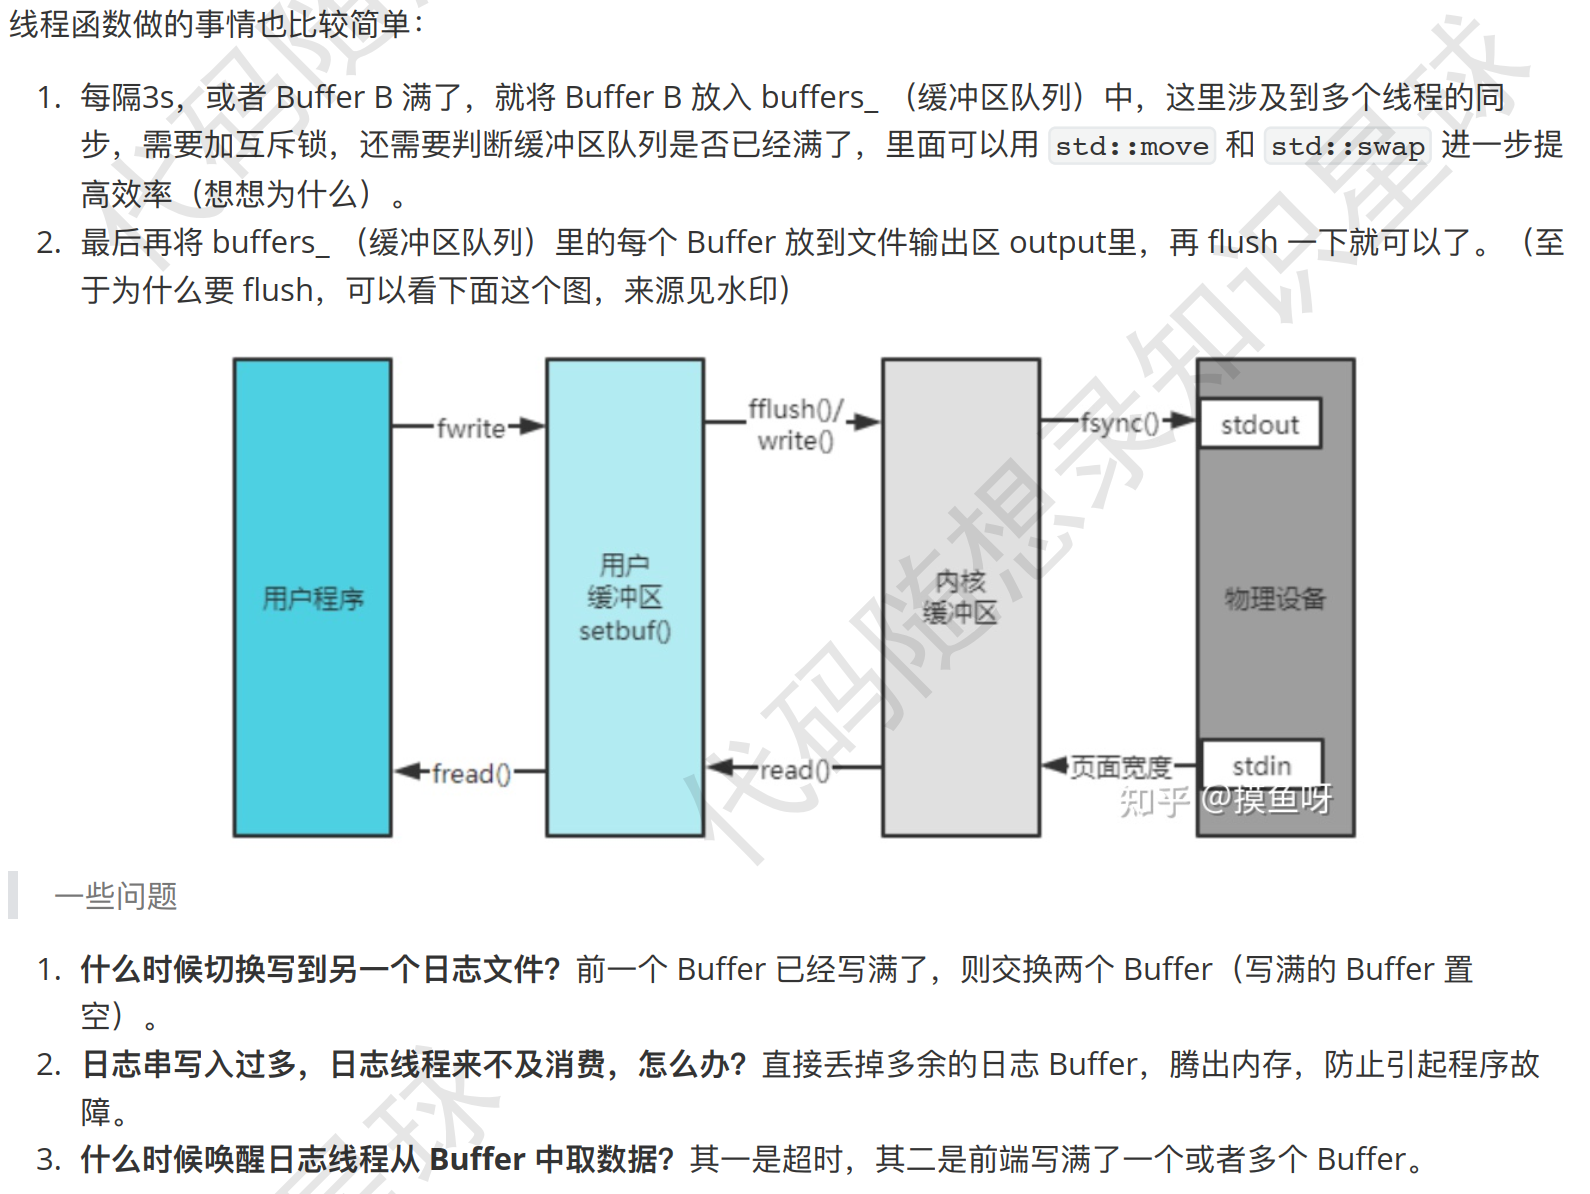 线程函数做的事情也比较简单：
1. 每隔3s，或者 Buffer B 满了，就将 Buffer B 放入 buffers_ （缓冲区队列）中，这里涉及到多个线程的同
步，需要加互斥锁，还需要判断缓冲区队列是否已经满了，里面可以用 std::move 和 std::swap 进一步提
高效率（想想为什么）。
2. 最后再将 buffers_ （缓冲区队列）里的每个 Buffer 放到文件输出区 output里，再 flush 一下就可以了。（至
于为什么要 flush，可以看下面这个图，来源见水印）
fwrite
fflush()/
write()
fsync()
stdout
用户程序
用户
缓冲区
setbuf()
内核
缓冲区
物理设备
fread()
read()
页面宽度
stdin
知乎 @摸鱼呀
一些问题
1. 什么时候切换写到另一个日志文件？前一个 Buffer 已经写满了，则交换两个 Buffer（写满的 Buffer 置
空）。
2. 日志串写入过多，日志线程来不及消费，怎么办？直接丢掉多余的日志 Buffer，腾出内存，防止引起程序故
障。
3. 什么时候唤醒日志线程从 Buffer 中取数据？其一是超时，其二是前端写满了一个或者多个 Buffer。
代码随想录知识星球